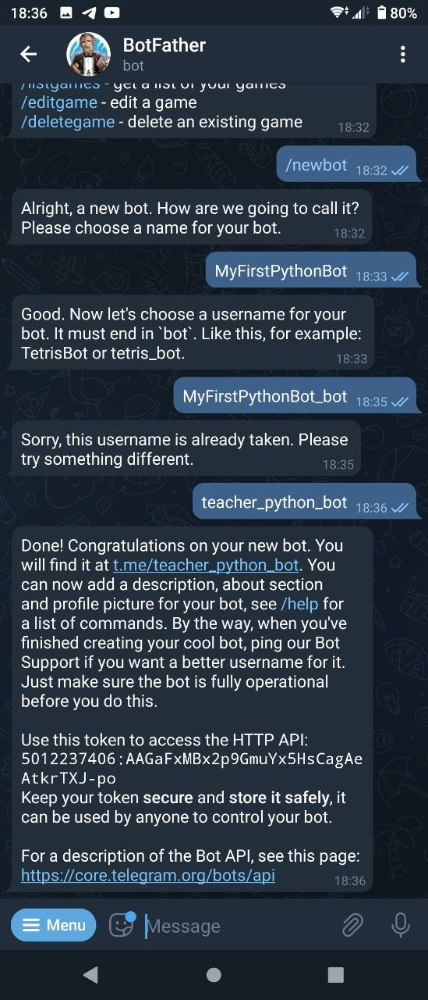 18:36
80%
BotFather
bot
/listgames - get a list of your games
/editgame - edit a game
/deletegame - delete an existing game
18:32
/newbot
18:32
Alright, a new bot. How are we going to call it?
Please choose a name for your bot.
18:32
MyFirstPythonBot
18:33
Good. Now let's choose a username for your
bot. It must end in `bot`. Like this, for example:
TetrisBot or tetris_bot.
18:33
MyFirstPythonBot_bot
18:35
Sorry, this username is already taken. Please
try something different.
18:35
teacher_python_bot
18:36
Done! Congratulations on your new bot. You
will find it at t.me/teacher_python_bot. You
can now add a description, about section
and profile picture for your bot, see /help for
a list of commands. By the way, when you've
finished creating your cool bot, ping our Bot
Support if you want a better username for it.
Just make sure the bot is fully operational
before you do this.
Use this token to access the HTTP API:
5012237406:AAGaFxMBx2p9GmuYx5HsCagAe
AtkrTXJ-po
Keep your token secure and store it safely, it
can be used by anyone to control your bot.
For a description of the Bot API, see this page:
https://core.telegram.org/bots/api
18:36
Menu
Message